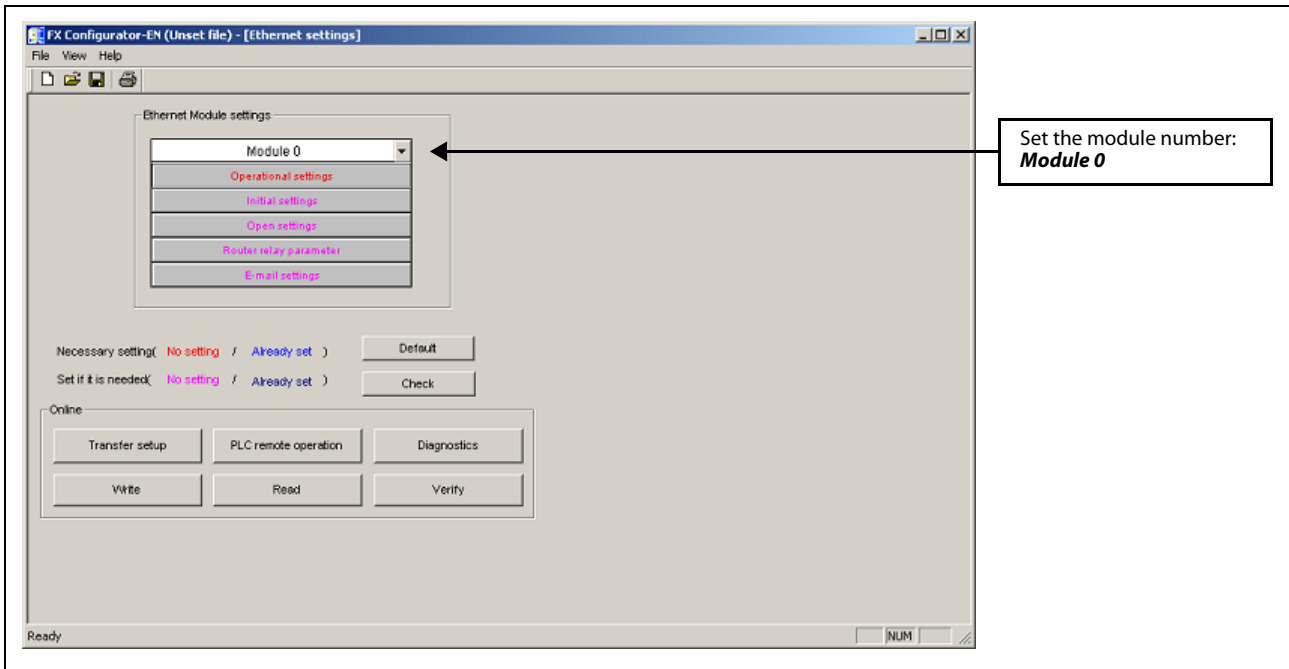 FX Configurator-EN (Unset file) - [Ethernet settings]
File View Help
Ethernet Module settings
Module 0
Set the module number:
Module 0
Operational settings
Initial settings
Open settings
Router relay parameter
E-mail settings
Necessary setting( No setting / Already set )
Default
Set if it is needed( No setting / Already set )
Check
Online
Transfer setup PLC remote operation Diagnostics
Write Read Verify
Ready NUM